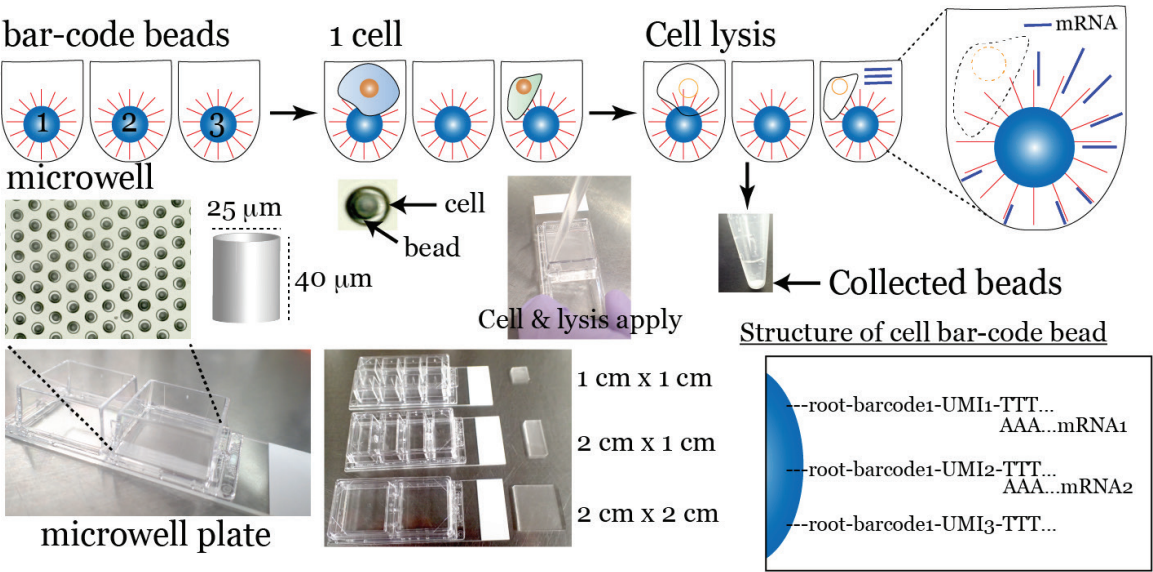 bar-code beads
1 cell
Cell lysis
mRNA
1
2
3
microwell
25 μm
40 μm
cell
bead
Cell & lysis apply
Collected beads
microwell plate
1 cm x 1 cm
2 cm x 1 cm
2 cm x 2 cm
Structure of cell bar-code bead
---root-barcode1-UMI1-TTT...
AAA...mRNA1
---root-barcode1-UMI2-TTT...
AAA...mRNA2
---root-barcode1-UMI3-TTT...